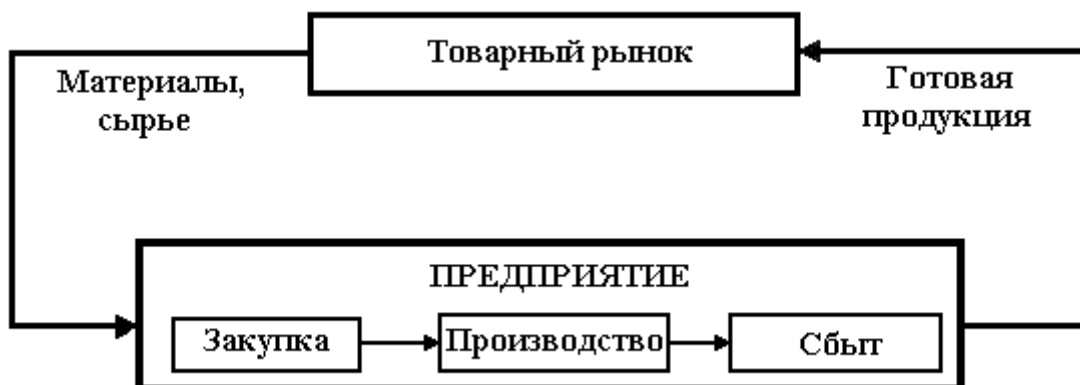 Товарный рынок
Материалы,
сырье
Готовая
продукция
ПРЕДПРИЯТИЕ
Закупка
Производство
Сбыт